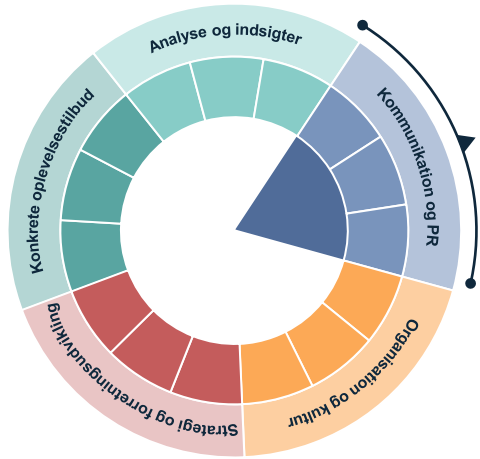 Analyse og indsigter
Kommunikation og PR
Organisation og kultur
Strategi og forretningsudvikling
Konkrete oplevelsestilbud